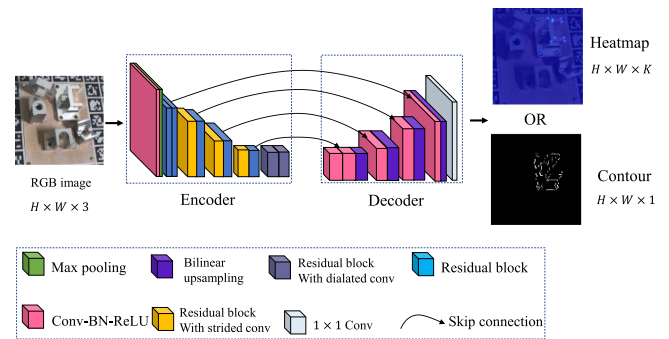 Heatmap
H × W × K
OR
RGB image
H × W × 3
Encoder
Decoder
Contour
H × W × 1
Max pooling
Bilinear
upsampling
Residual block
With dialated conv
Residual block
Conv-BN-ReLU
Residual block
With strided conv
1 × 1 Conv
Skip connection